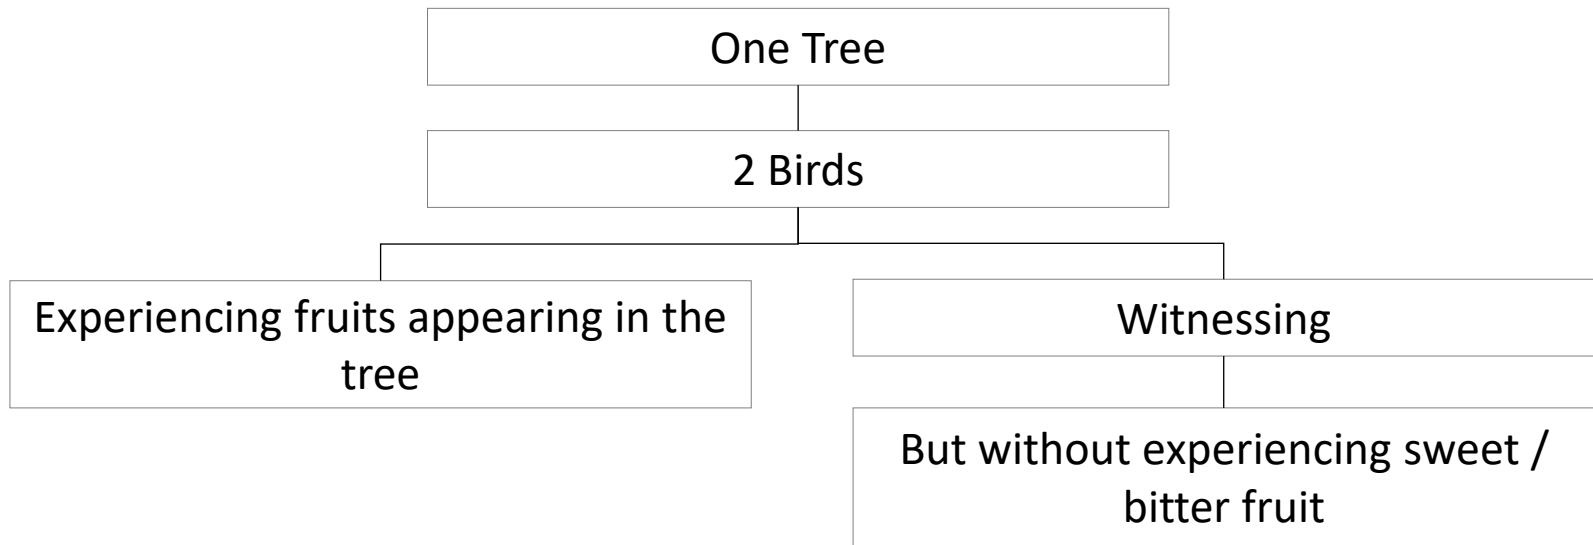 One Tree
2 Birds
Experiencing fruits appearing in the
tree
Witnessing
But without experiencing sweet /
bitter fruit